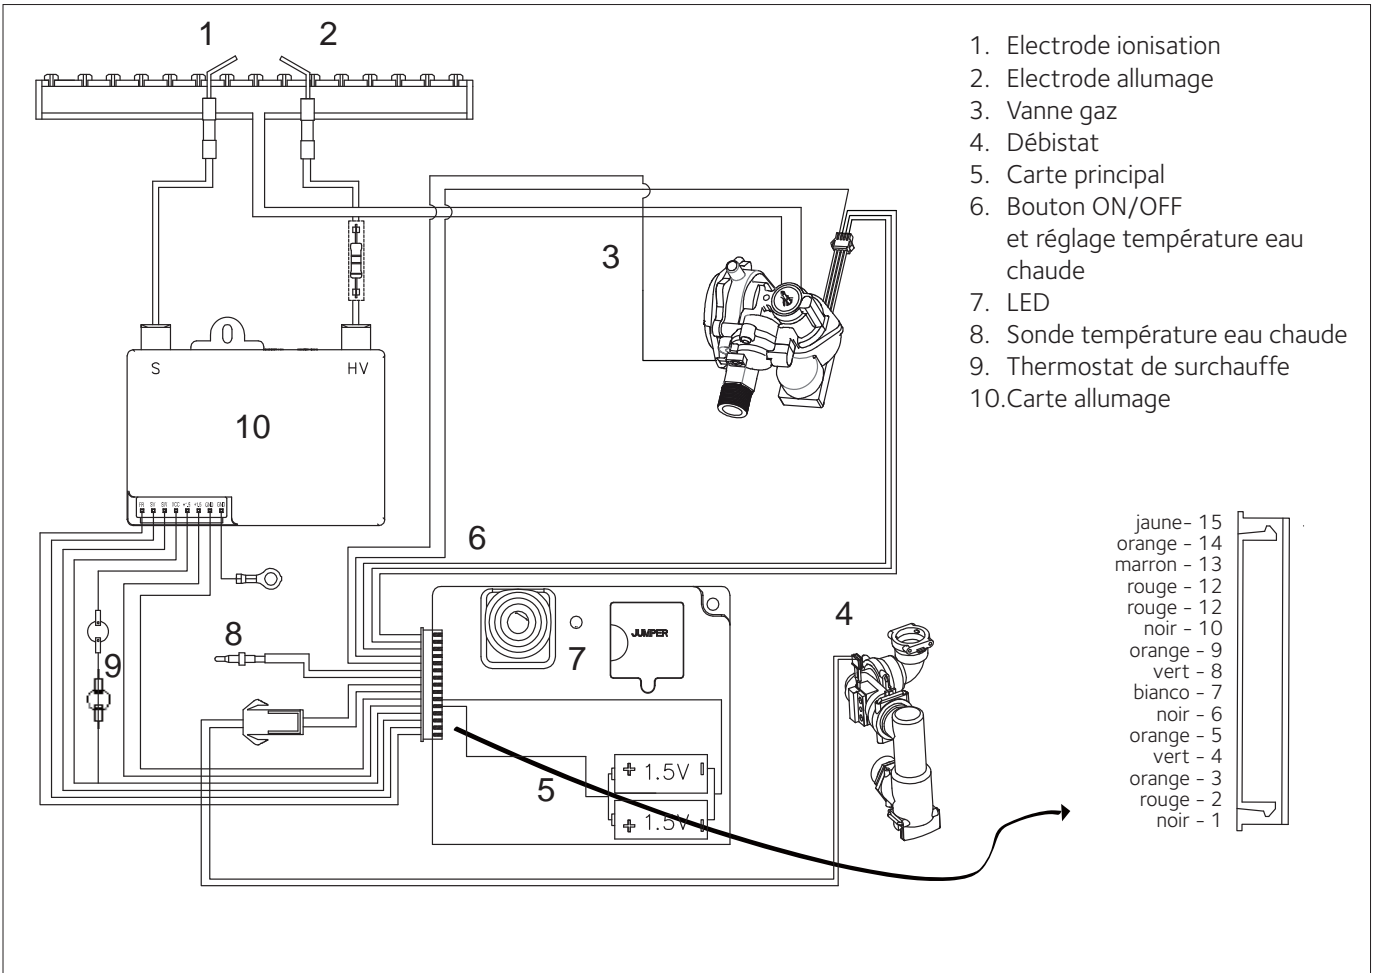 1
2
1. Electrode ionisation
2. Electrode allumage
3. Vanne gaz
4. Débistat
5. Carte principal
6. Bouton ON/OFF
et réglage température eau
chaude
7. LED
8. Sonde température eau chaude
9. Thermostat de surchauffe
10.Carte allumage
3
S
HV
10
VCC
GND
GND
6
JUMPER
7
8
9
4
5
+ 1.5V -
+ 1.5V -
jaune- 15
orange - 14
marron - 13
rouge - 12
rouge - 12
noir - 10
orange - 9
vert - 8
bianco - 7
noir - 6
orange - 5
vert - 4
orange - 3
rouge - 2
noir - 1